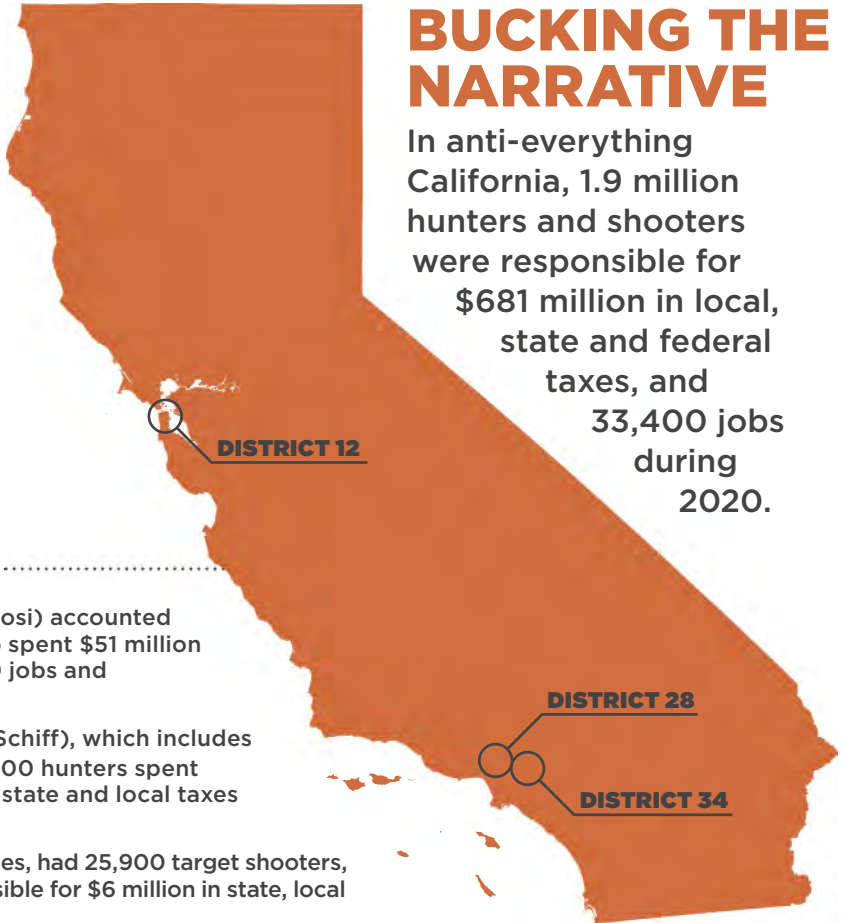 BUCKING THE
NARRATIVE
In anti-everything
California, 1.9 million
hunters and shooters
were responsible for
$681 million in local,
state and federal
taxes, and
33,400 jobs
during
2020.
DISTRICT 12
accounted
spent $51 million
jobs and
Schiff), which includes
00 hunters spent
state and local taxes
DISTRICT 28
DISTRICT 34
had 25,900 target shooters,
for $6 million in state, local